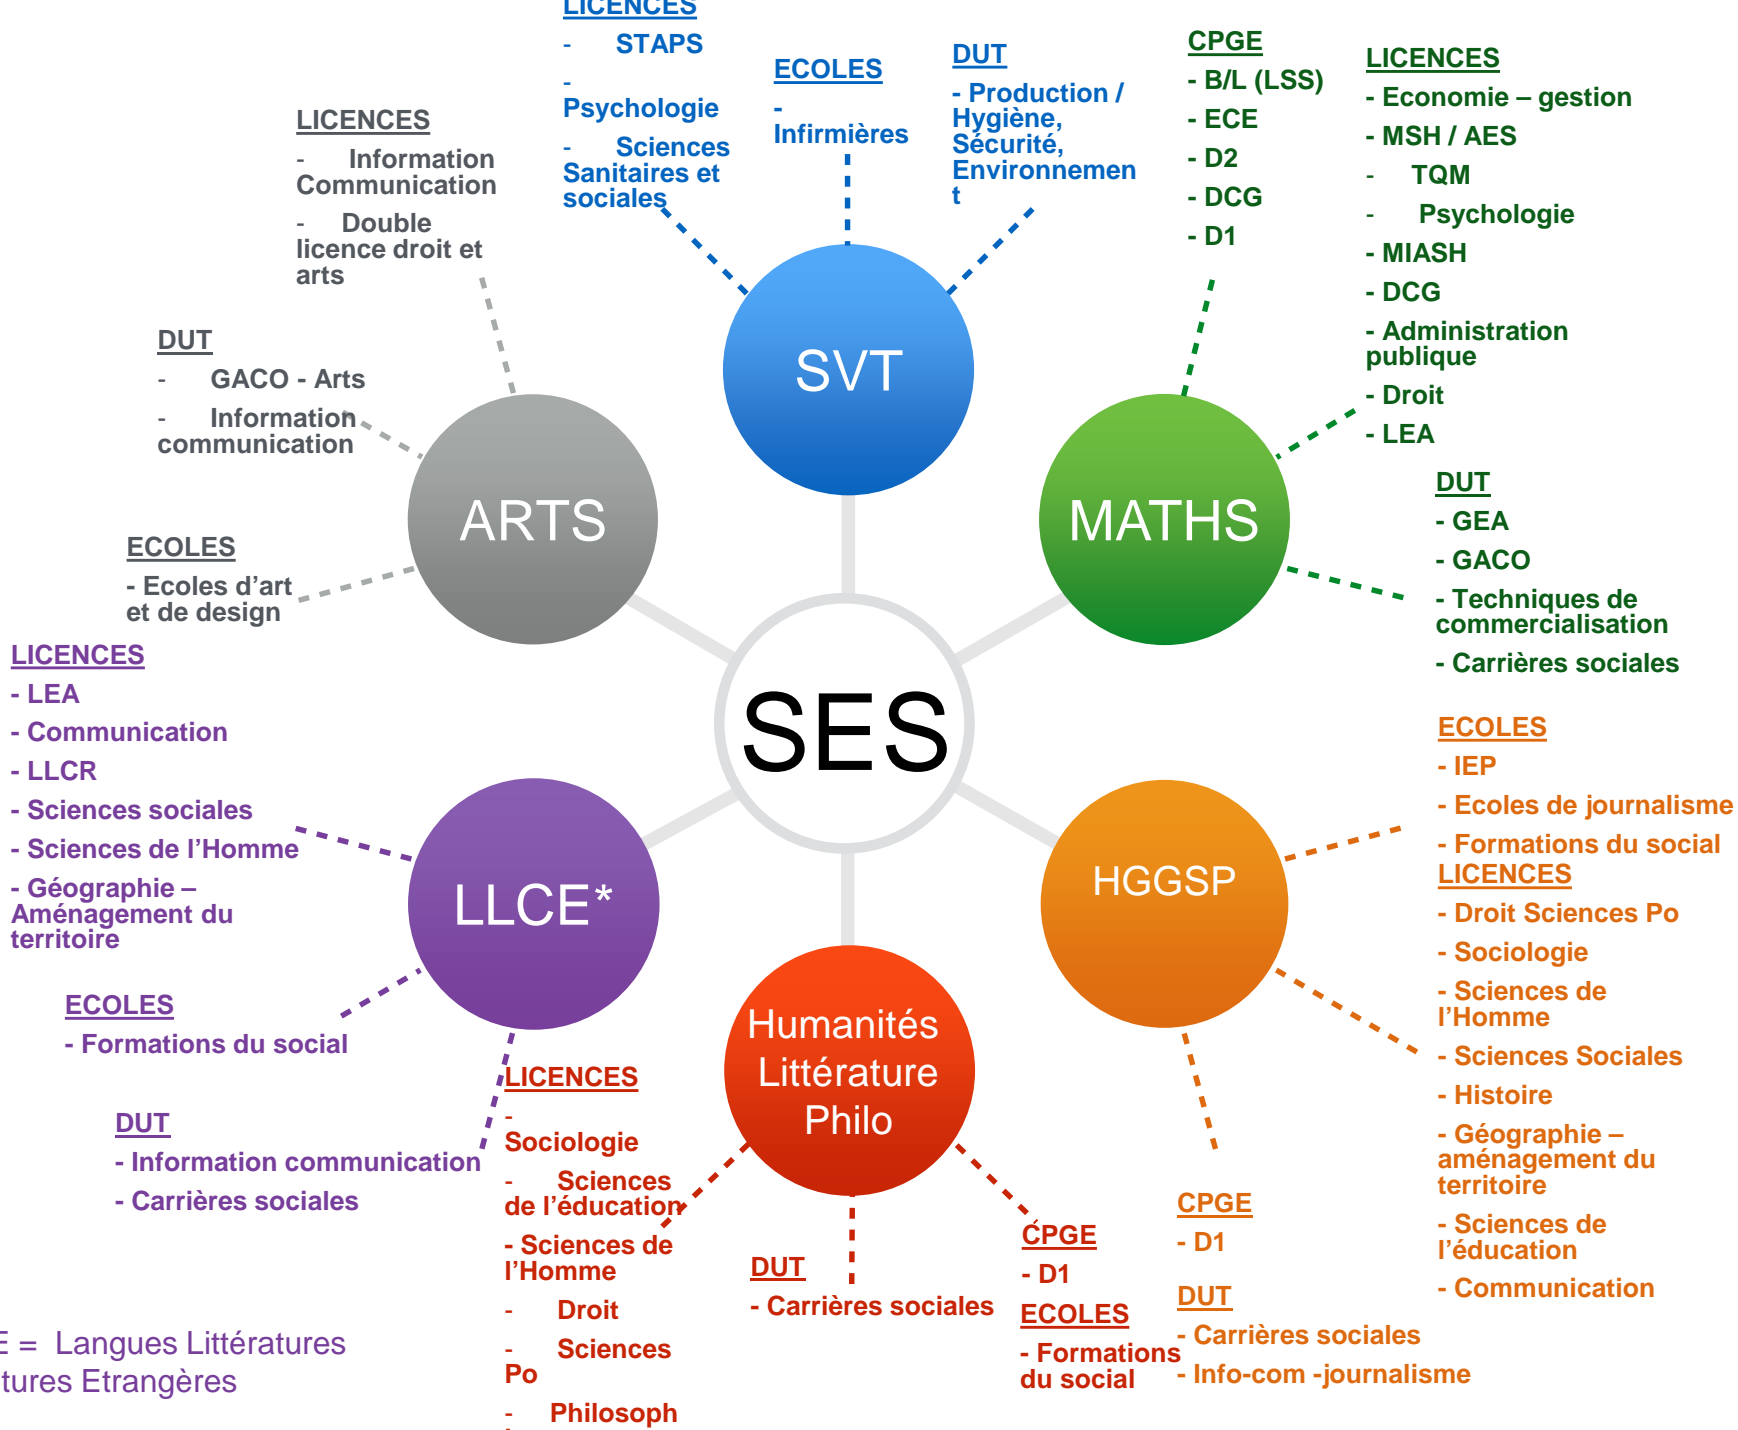 LICENCES
- STAPS
-
Psychologie
- Sciences
Sanitaires et
sociales
ECOLES
-
Infirmières
DUT
- Production /
Hygiène,
Sécurité,
Environnemen
t
SVT
CPGE
- B/L (LSS)
- ECE
- D2
- DCG
- D1
LICENCES
- Economie – gestion
- MSH / AES
- TQM
- Psychologie
- MIASH
- DCG
- Administration
publique
- Droit
- LEA
DUT
- GEA
- GACO
- Techniques de
commercialisation
- Carrières sociales
MATHS
LICENCES
- Information
Communication
- Double
licence droit et
arts
DUT
- GACO - Arts
- Information
communication
ECOLES
- Ecoles d’art
et de design
ARTS
SES
LICENCES
- LEA
- Communication
- LLCR
- Sciences sociales
- Sciences de l’Homme
- Géographie –
Aménagement du
territoire
ECOLES
- Formations du social
DUT
- Information communication
- Carrières sociales
LLCE*
HGGSP
ECOLES
- IEP
- Ecoles de journalisme
- Formations du social
LICENCES
- Droit Sciences Po
- Sociologie
- Sciences de
l’Homme
- Sciences Sociales
- Histoire
- Géographie –
aménagement du
territoire
- Sciences de
l’éducation
- Communication
CPGE
- D1
DUT
- Carrières sociales
- Info-com -journalisme
Humanités
Littérature
Philo
LICENCES
-
Sociologie
- Sciences
de l’éducation
- Sciences de
l’Homme
- Droit
- Sciences
Po
- Philosoph
DUT
- Carrières sociales
CPGE
- D1
ECOLES
- Formations
du social
E = Langues Littératures
tures Etrangères